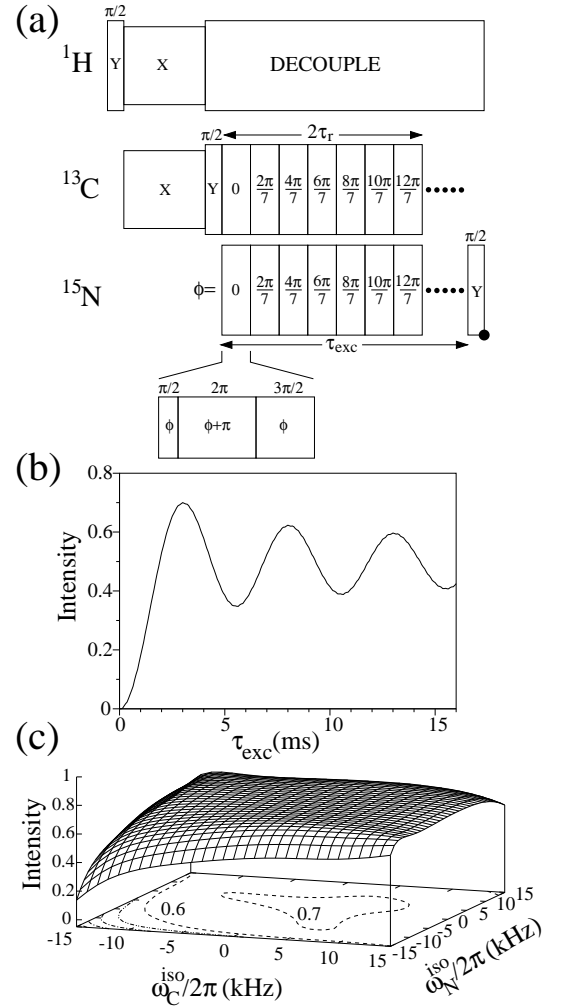 (a)
π/2
¹H Y X DECOUPLE
π/2 2τr
¹³C X Y 0 2π/7 4π/7 6π/7 8π/7 10π/7 12π/7
π/2
¹⁵N ϕ= 0 2π/7 4π/7 6π/7 8π/7 10π/7 12π/7 Y
τexc
π/2 2π 3π/2
ϕ ϕ+π ϕ
(b)
0.8
0.6
0.4
0.2
0
Intensity
0 5 10 15
τexc(ms)
(c)
1
0.8
0.6
0.4
0.2
0
Intensity
0.6 0.7
-15 -10 -5 0 5 10 15
ωC^iso/2π (kHz)
-15 -10 -5 0 5 10 15
ωN^iso/2π (kHz)